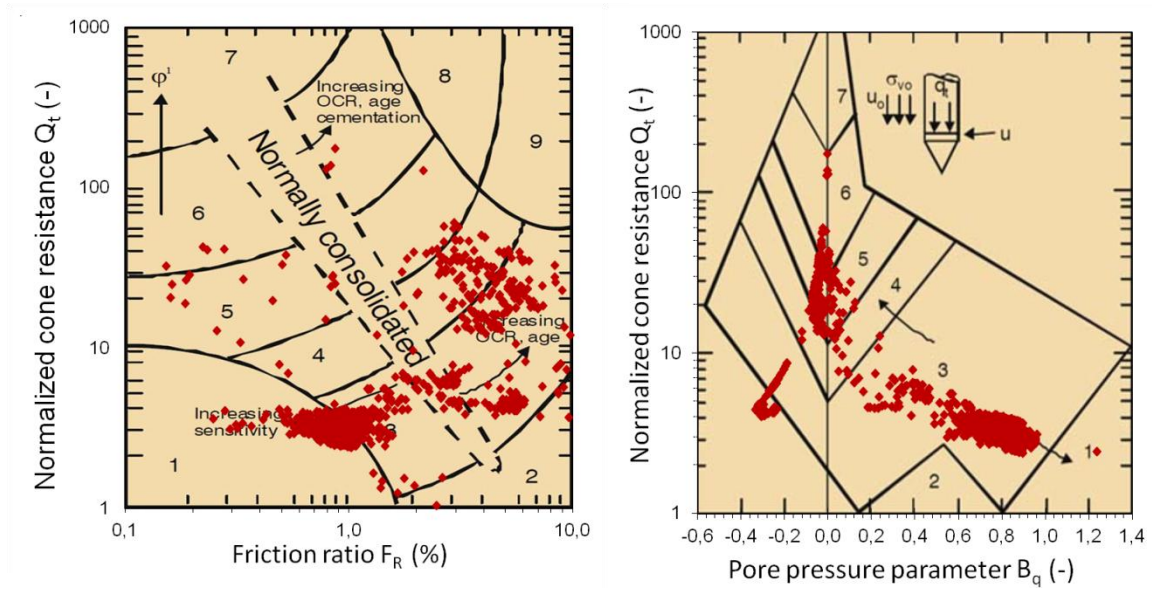 1000
7
8
φ¹
Increasing
OCR, age
cementation
9
Normally consolidated
100
6
5
4
10
Increasing
OCR, age
Increasing
sensitivity
3
1
2
1
0,1
1,0
10,0
Normalized cone resistance Qt (-)
Friction ratio FR (%)
1000
σvo
uo
qt
u
7
6
100
5
4
10
3
1
2
1
-0,6
-0,4
-0,2
0,0
0,2
0,4
0,6
0,8
1,0
1,2
1,4
Normalized cone resistance Qt (-)
Pore pressure parameter Bq (-)